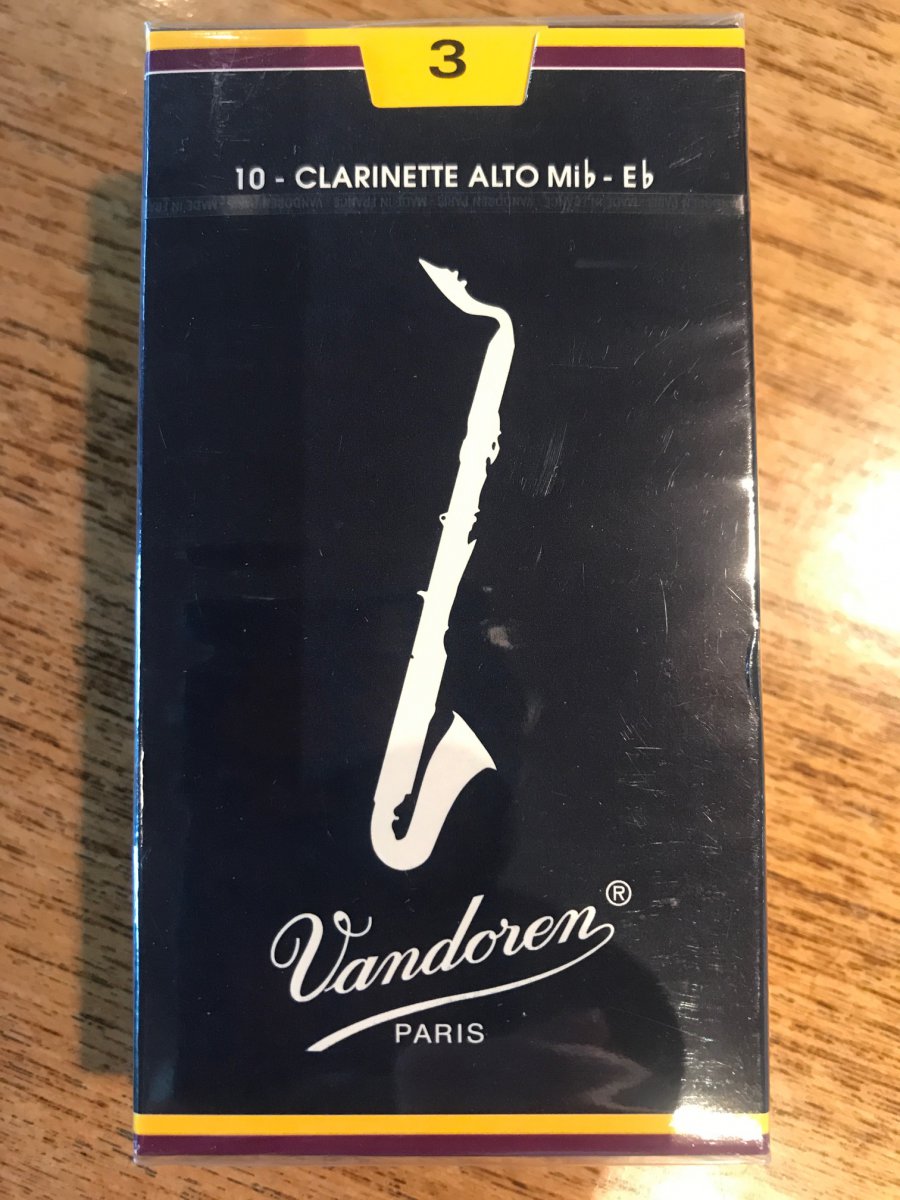 3
10 - CLARINETTE ALTO Mi♭ - E♭
Vandoren®
PARIS